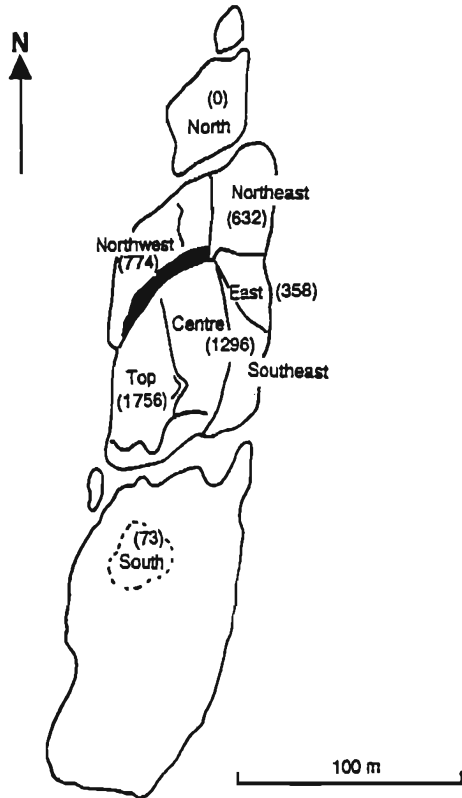 N
(0)
North
Northeast
(632)
Northwest
(774)
East (358)
Centre
(1296)
Southeast
Top
(1756)
(73)
South
100 m